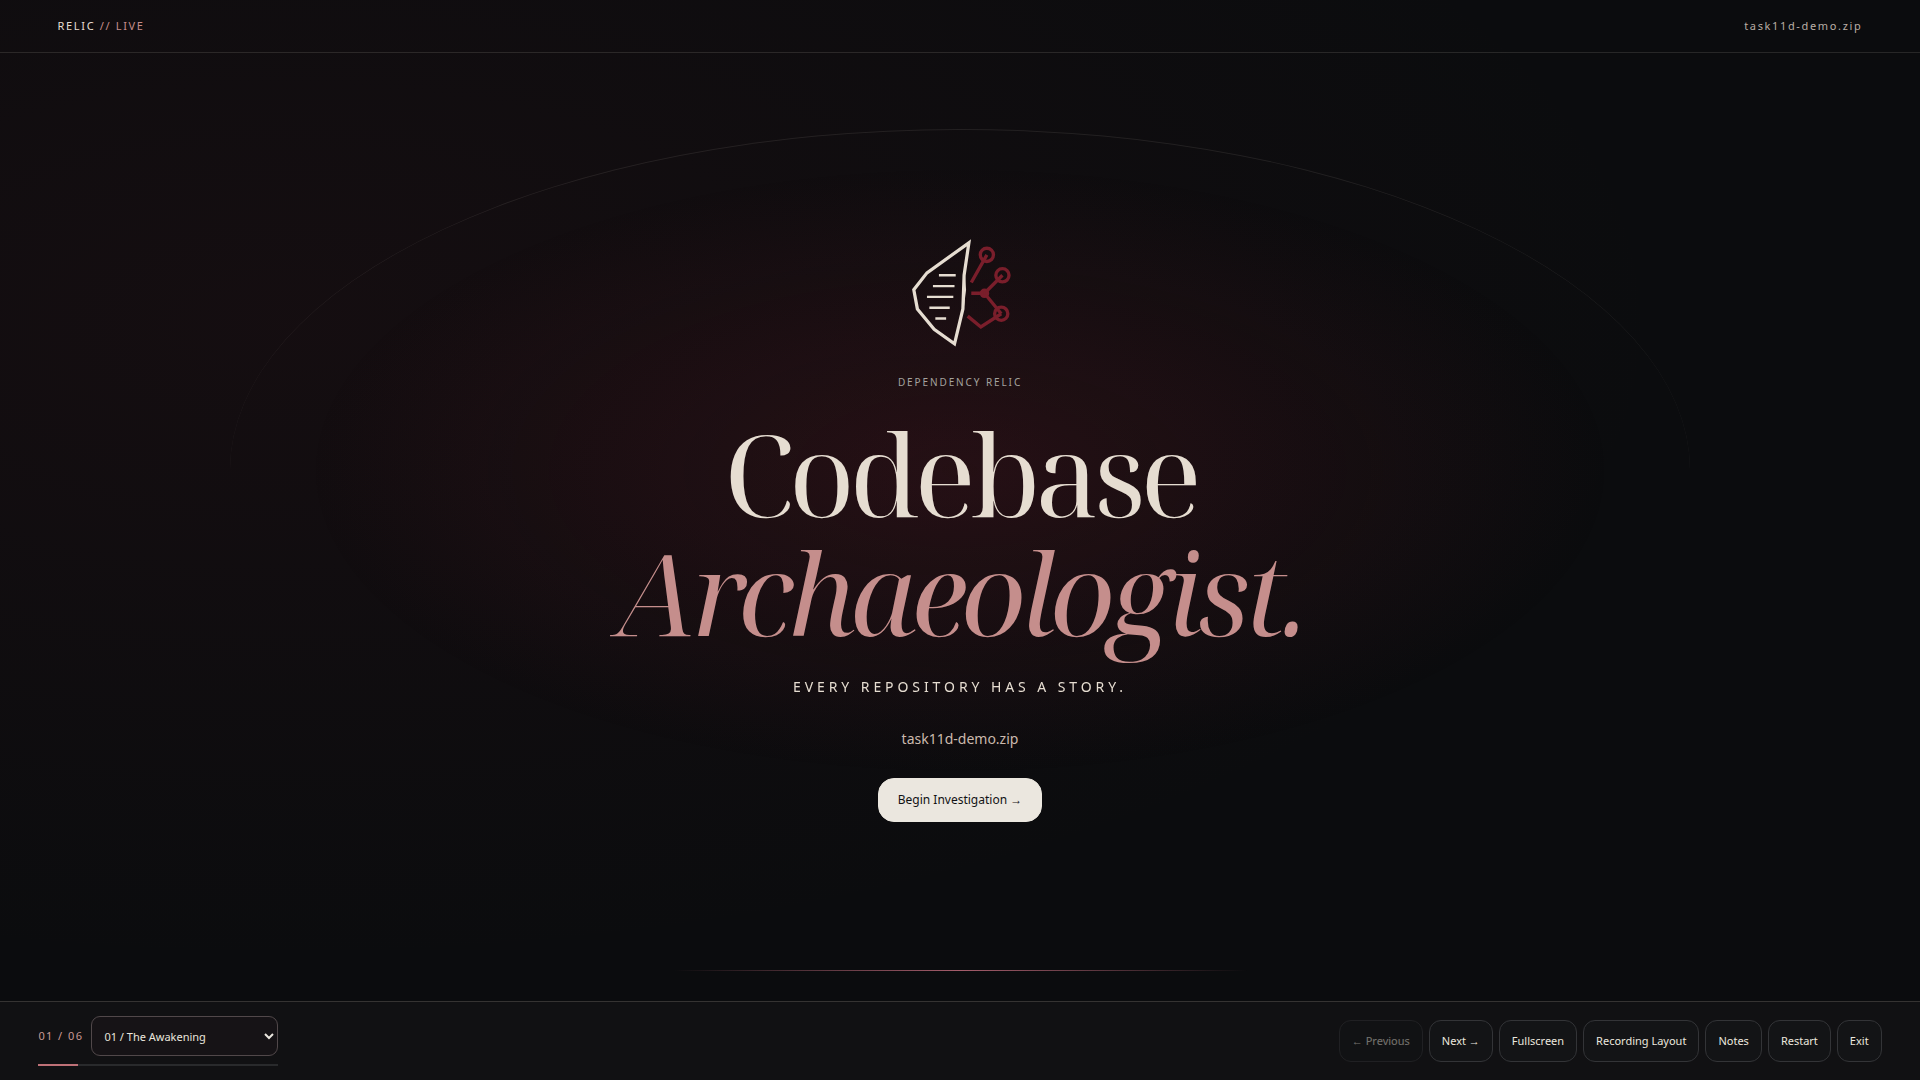 RELIC // LIVE
task11d-demo.zip
DEPENDENCY RELIC
Codebase
Archaeologist.
EVERY REPOSITORY HAS A STORY.
task11d-demo.zip
Begin Investigation →
01 / 06
01 / The Awakening
← Previous
Next →
Fullscreen
Recording Layout
Notes
Restart
Exit